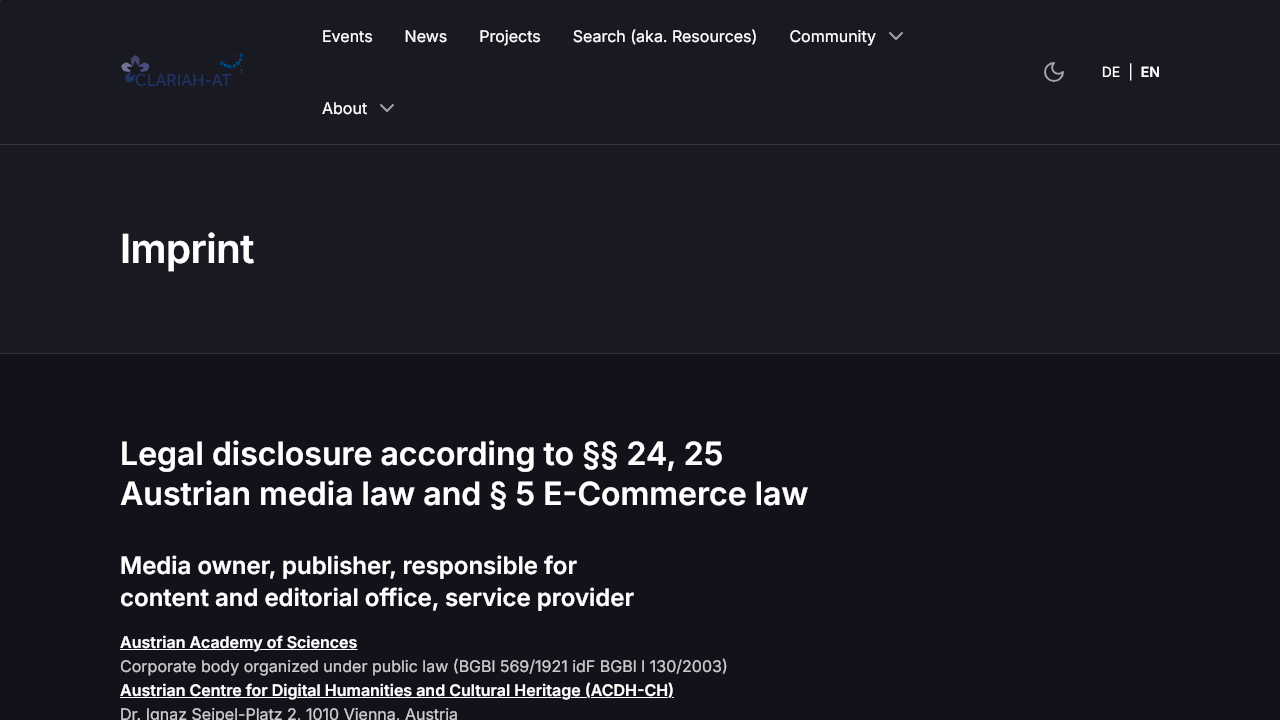 Events News Projects Search (aka. Resources) Community
About
CLARIAH-AT
DE | EN
Imprint
Legal disclosure according to §§ 24, 25
Austrian media law and § 5 E-Commerce law
Media owner, publisher, responsible for
content and editorial office, service provider
Austrian Academy of Sciences
Corporate body organized under public law (BGBI 569/1921 idF BGBI I 130/2003)
Austrian Centre for Digital Humanities and Cultural Heritage (ACDH-CH)
Dr. Ignaz Seipel-Platz 2, 1010 Vienna, Austria